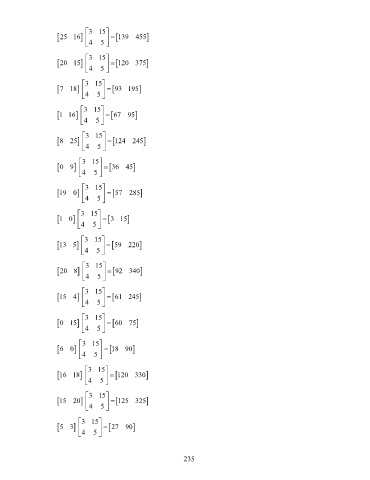 [25 16] [3 15
4 5] = [139 455]
[20 15] [3 15
4 5] = [120 375]
[7 18] [3 15
4 5] = [93 195]
[1 16] [3 15
4 5] = [67 95]
[8 25] [3 15
4 5] = [124 245]
[0 9] [3 15
4 5] = [36 45]
[19 0] [3 15
4 5] = [57 285]
[1 0] [3 15
4 5] = [3 15]
[13 5] [3 15
4 5] = [59 220]
[20 8] [3 15
4 5] = [92 340]
[15 4] [3 15
4 5] = [61 245]
[0 15] [3 15
4 5] = [60 75]
[6 0] [3 15
4 5] = [18 90]
[16 18] [3 15
4 5] = [120 330]
[15 20] [3 15
4 5] = [125 325]
[5 3] [3 15
4 5] = [27 90]
235